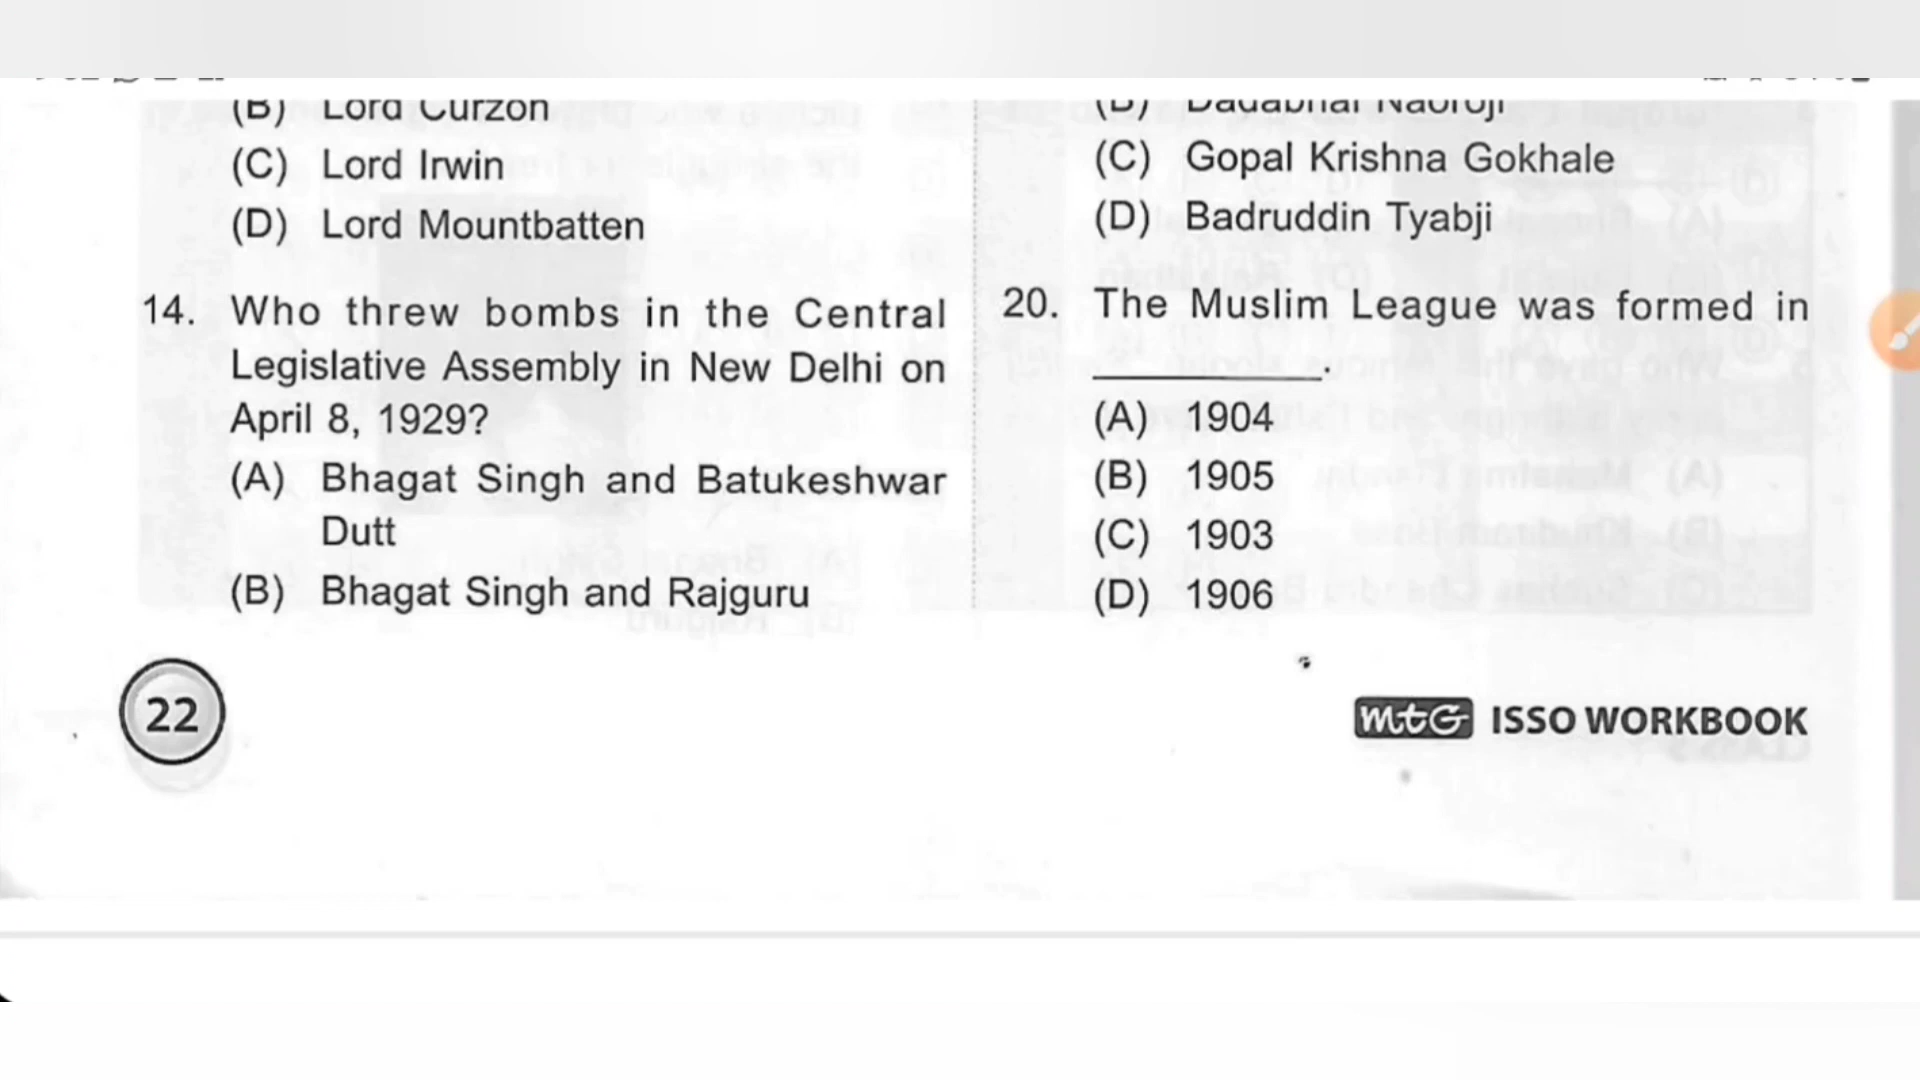 (B) Lord Curzon
(C) Lord Irwin
(D) Lord Mountbatten
14. Who threw bombs in the Central
Legislative Assembly in New Delhi on
April 8, 1929?
(A) Bhagat Singh and Batukeshwar
Dutt
(B) Bhagat Singh and Rajguru
22
(B) Dadabhai Naoroji
(C) Gopal Krishna Gokhale
(D) Badruddin Tyabji
20. The Muslim League was formed in
____________.
(A) 1904
(B) 1905
(C) 1903
(D) 1906
mtG ISSO WORKBOOK